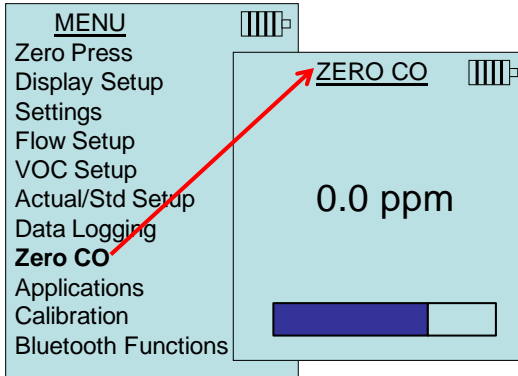 MENU
Zero Press
Display Setup
Settings
Flow Setup
VOC Setup
Actual/Std Setup
Data Logging
Zero CO
Applications
Calibration
Bluetooth Functions
ZERO CO
0.0 ppm